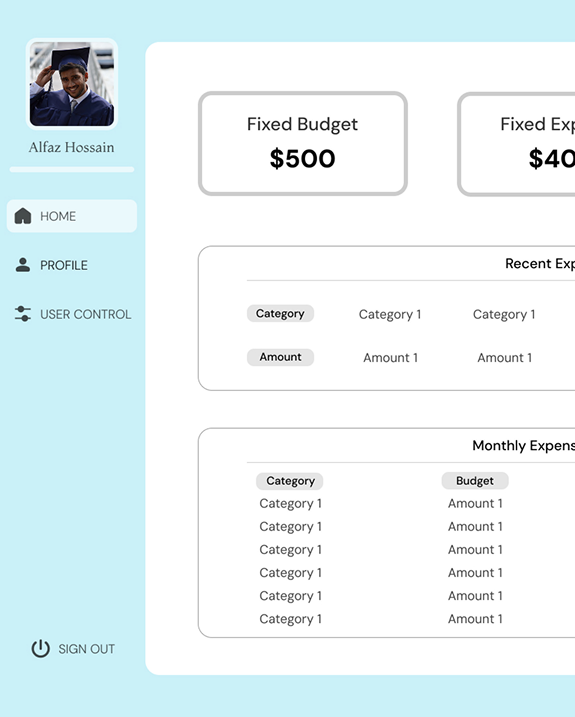 Alfaz Hossain
HOME
PROFILE
USER CONTROL
SIGN OUT
Fixed Budget
$500
Fixed Exp
$40
Recent Exp
Category Category 1 Category 1
Amount Amount 1 Amount 1
Monthly Expens
Category Budget
Category 1 Amount 1
Category 1 Amount 1
Category 1 Amount 1
Category 1 Amount 1
Category 1 Amount 1
Category 1 Amount 1